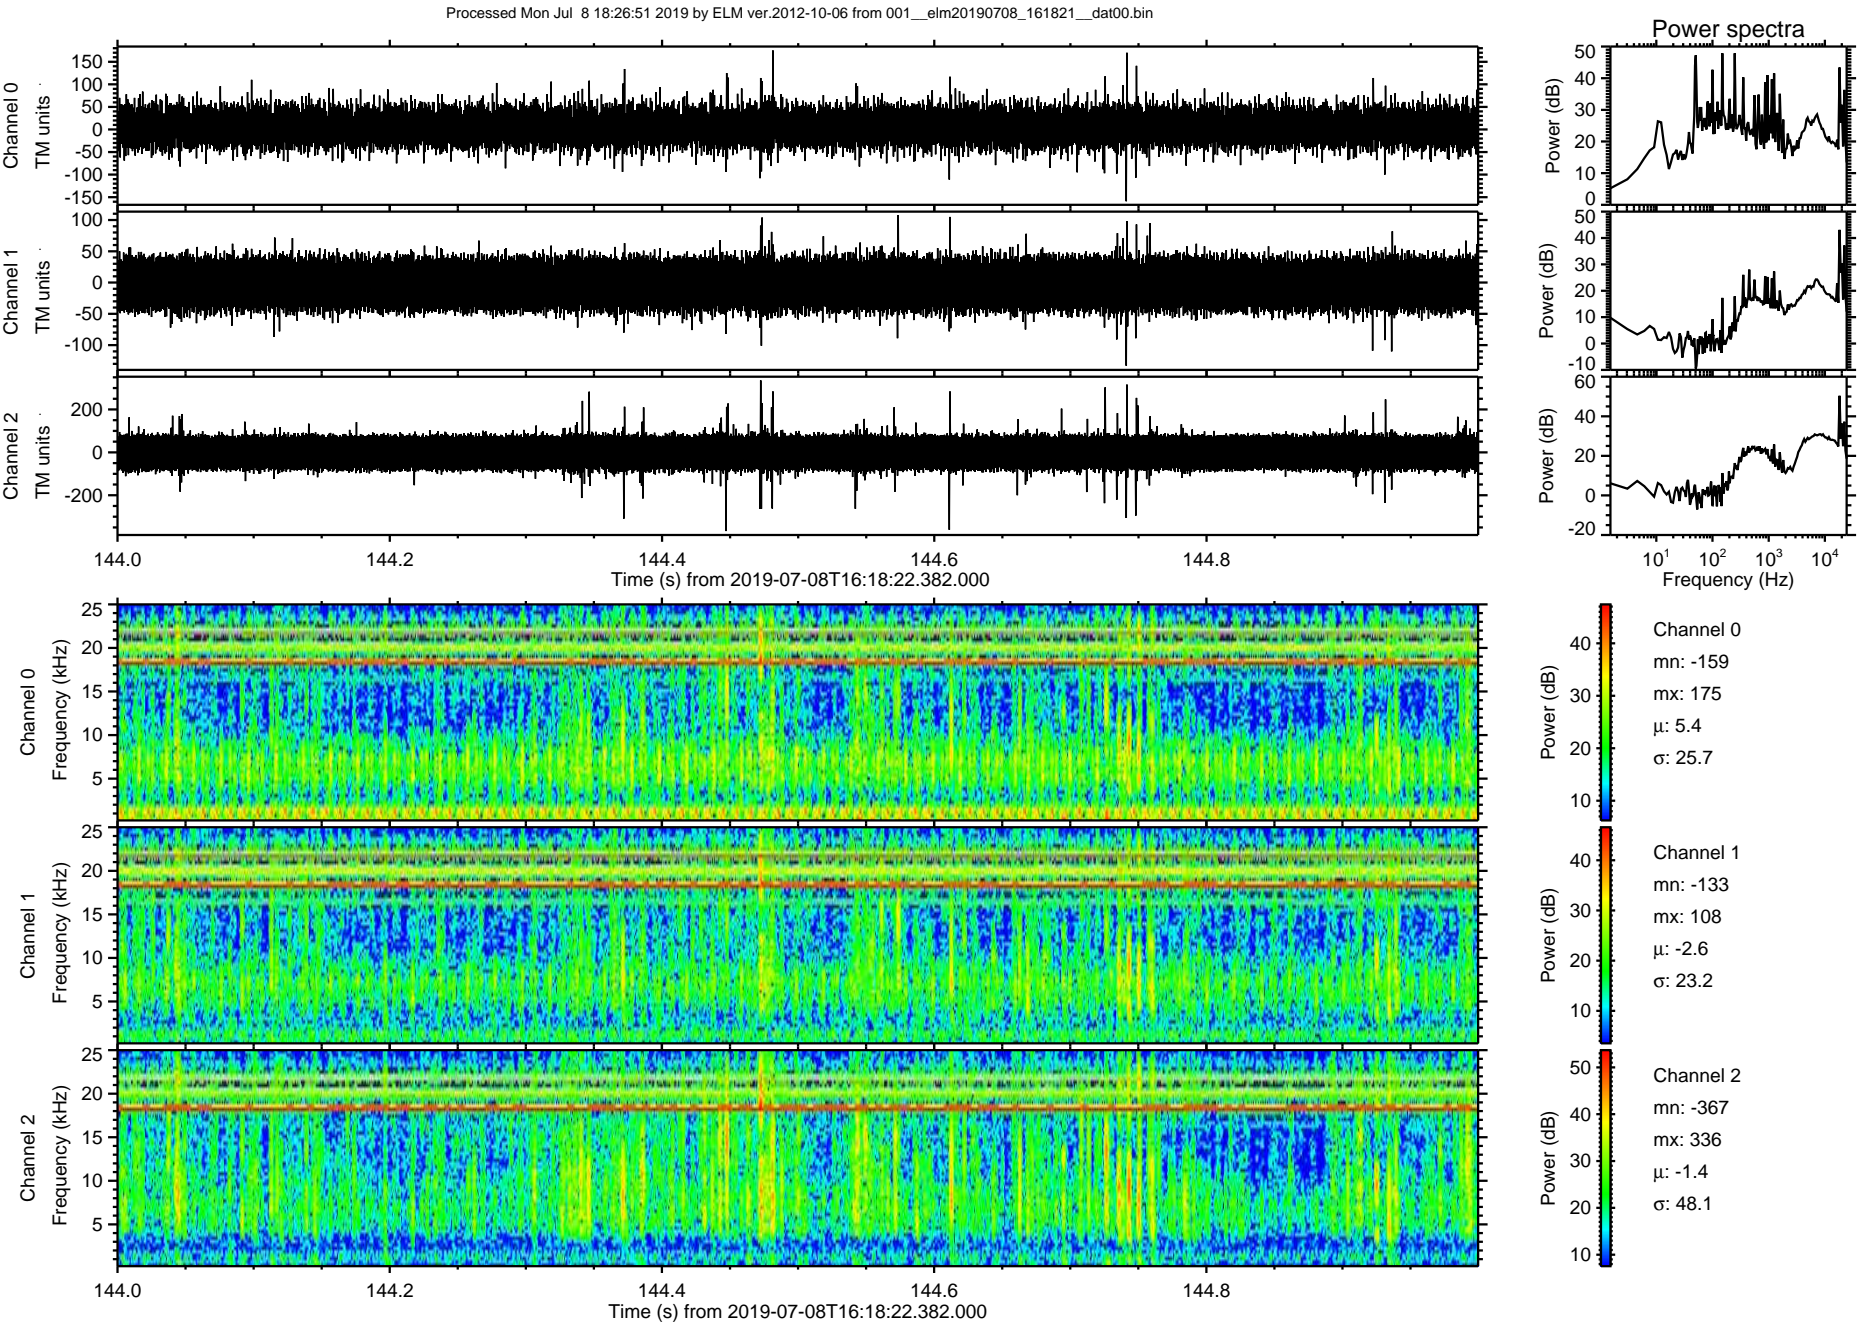 Processed Mon Jul  8 18:26:51 2019 by ELM ver.2012-10-06 from 001__elm20190708_161821__dat00.bin
Power spectra
Channel 0
TM units
150
100
50
0
-50
-100
-150
Power (dB)
50
40
30
20
10
0
Channel 1
TM units
100
50
0
-50
-100
Power (dB)
50
40
30
20
10
0
-10
Channel 2
TM units
200
0
-200
Power (dB)
60
40
20
0
-20
144.0 144.2 144.4 144.6 144.8
Time (s) from 2019-07-08T16:18:22.382.000
10¹ 10² 10³ 10⁴
Frequency (Hz)
Channel 0
Frequency (kHz)
25
20
15
10
5
Power (dB)
40
30
20
10
Channel 0
mn: -159
mx: 175
μ: 5.4
σ: 25.7
Channel 1
Frequency (kHz)
25
20
15
10
5
Power (dB)
40
30
20
10
Channel 1
mn: -133
mx: 108
μ: -2.6
σ: 23.2
Channel 2
Frequency (kHz)
25
20
15
10
5
Power (dB)
50
40
30
20
10
Channel 2
mn: -367
mx: 336
μ: -1.4
σ: 48.1
144.0 144.2 144.4 144.6 144.8
Time (s) from 2019-07-08T16:18:22.382.000